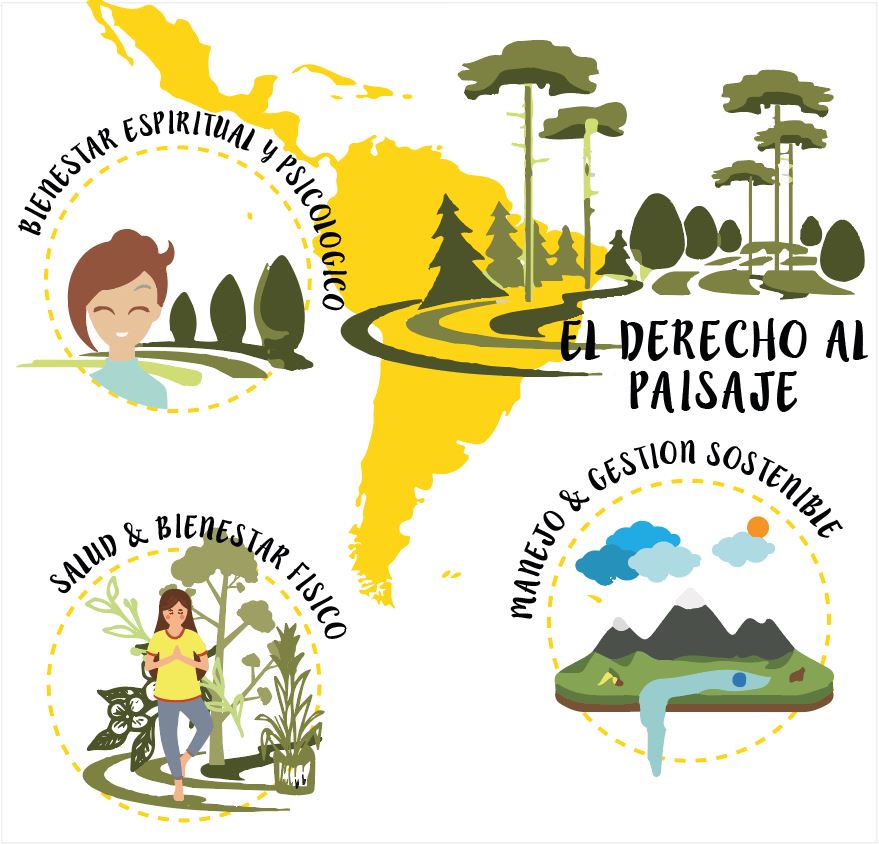 BIENESTAR ESPIRITUAL y PSICOLOGICO
EL DERECHO AL
PAISAJE
MANEJO & GESTION SOSTENIBLE
SALUD & BIENESTAR FISICO